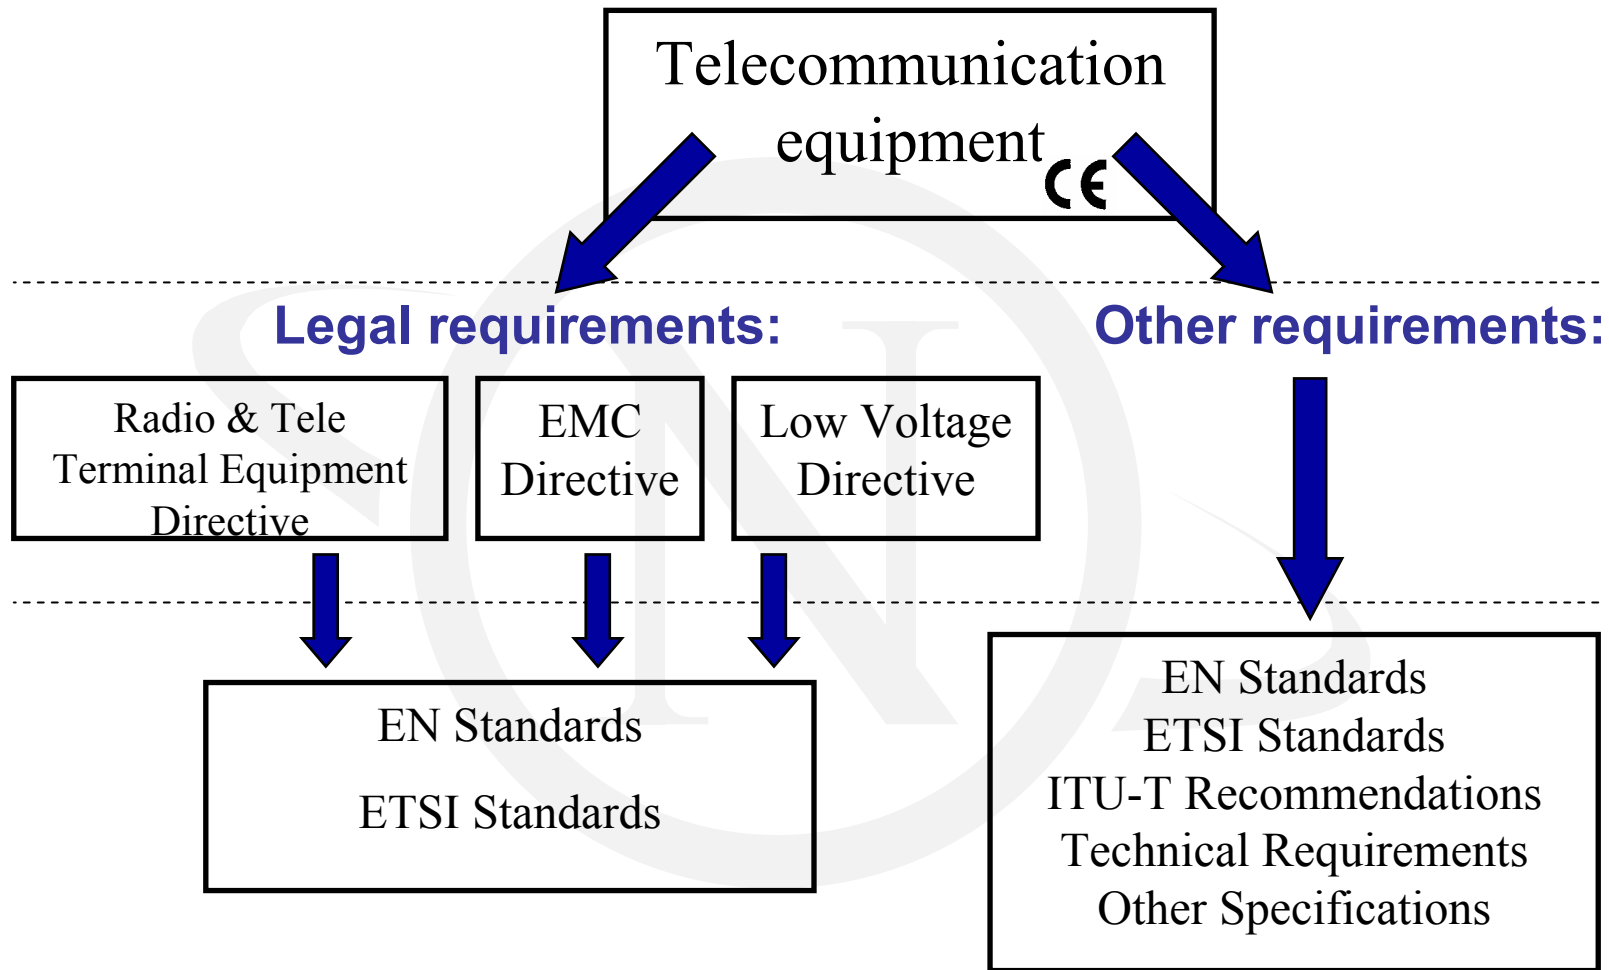 Telecommunication
equipment
CE
Legal requirements:
Other requirements:
Radio & Tele
Terminal Equipment
Directive
EMC
Directive
Low Voltage
Directive
EN Standards
ETSI Standards
EN Standards
ETSI Standards
ITU-T Recommendations
Technical Requirements
Other Specifications